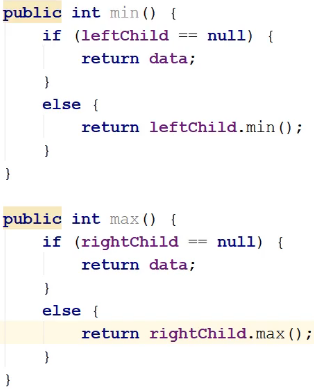 public int min() {
    if (leftChild == null) {
        return data;
    }
    else {
        return leftChild.min();
    }
}

public int max() {
    if (rightChild == null) {
        return data;
    }
    else {
        return rightChild.max();
    }
}